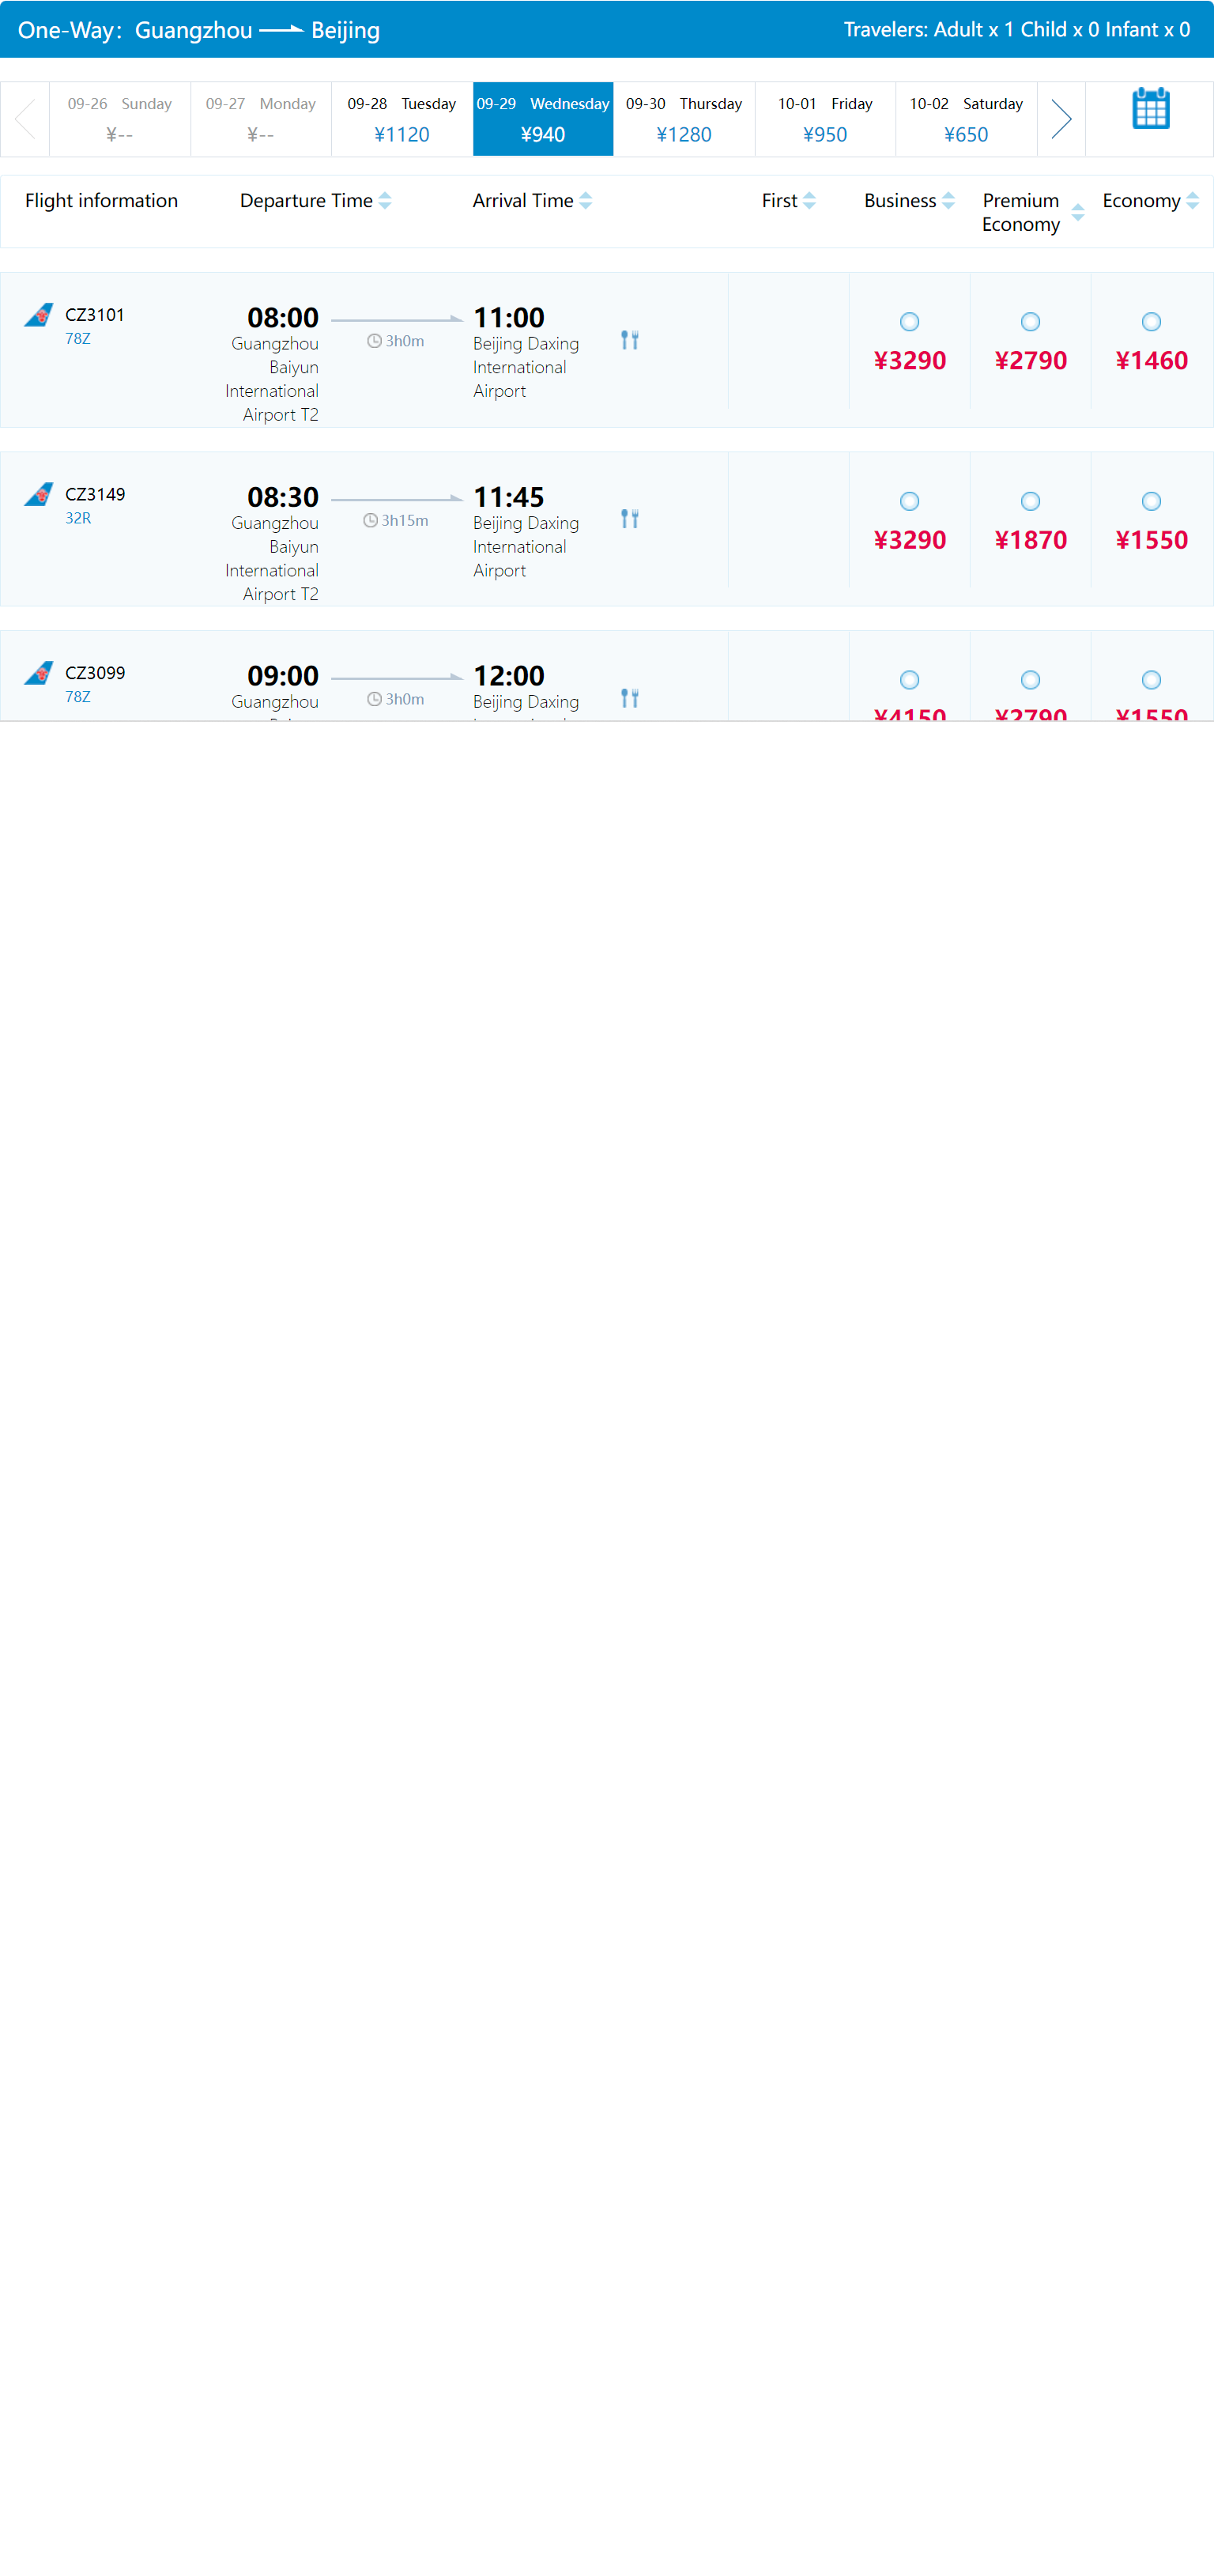 One-Way: Guangzhou Beijing Travelers: Adult x 1 Child x 0 Infant x 0
09-26 Sunday 09-27 Monday 09-28 Tuesday 09-29 Wednesday 09-30 Thursday 10-01 Friday 10-02 Saturday
¥-- ¥-- ¥1120 ¥940 ¥1280 ¥950 ¥650
Flight information Departure Time Arrival Time First Business Premium Economy Economy
CZ3101 08:00 11:00
78Z Guangzhou 3h0m Beijing Daxing
Baiyun International ¥3290 ¥2790 ¥1460
International Airport
Airport T2
CZ3149 08:30 11:45
32R Guangzhou 3h15m Beijing Daxing
Baiyun International ¥3290 ¥1870 ¥1550
International Airport
Airport T2
CZ3099 09:00 12:00
78Z Guangzhou 3h0m Beijing Daxing
¥4150 ¥2790 ¥1550